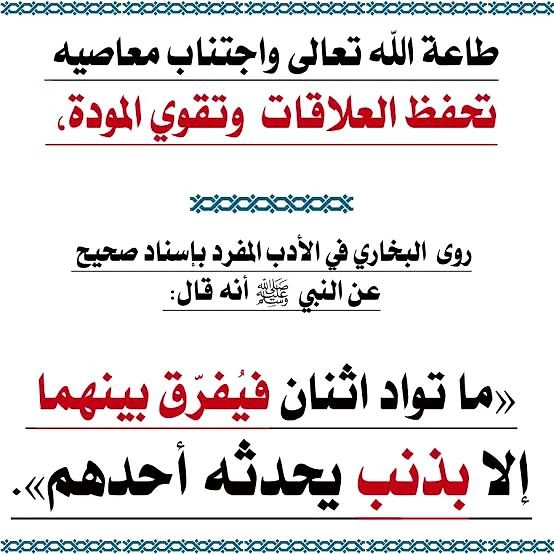 طاعة الله تعالى واجتناب معاصيه
تحفظ العلاقات وتقوي المودة،
روى البخاري في الأدب المفرد بإسناد صحيح
عن النبي ﷺ أنه قال:
«ما تواد اثنان فيُفرّق بينهما
إلا بذنب يحدثه أحدهم».